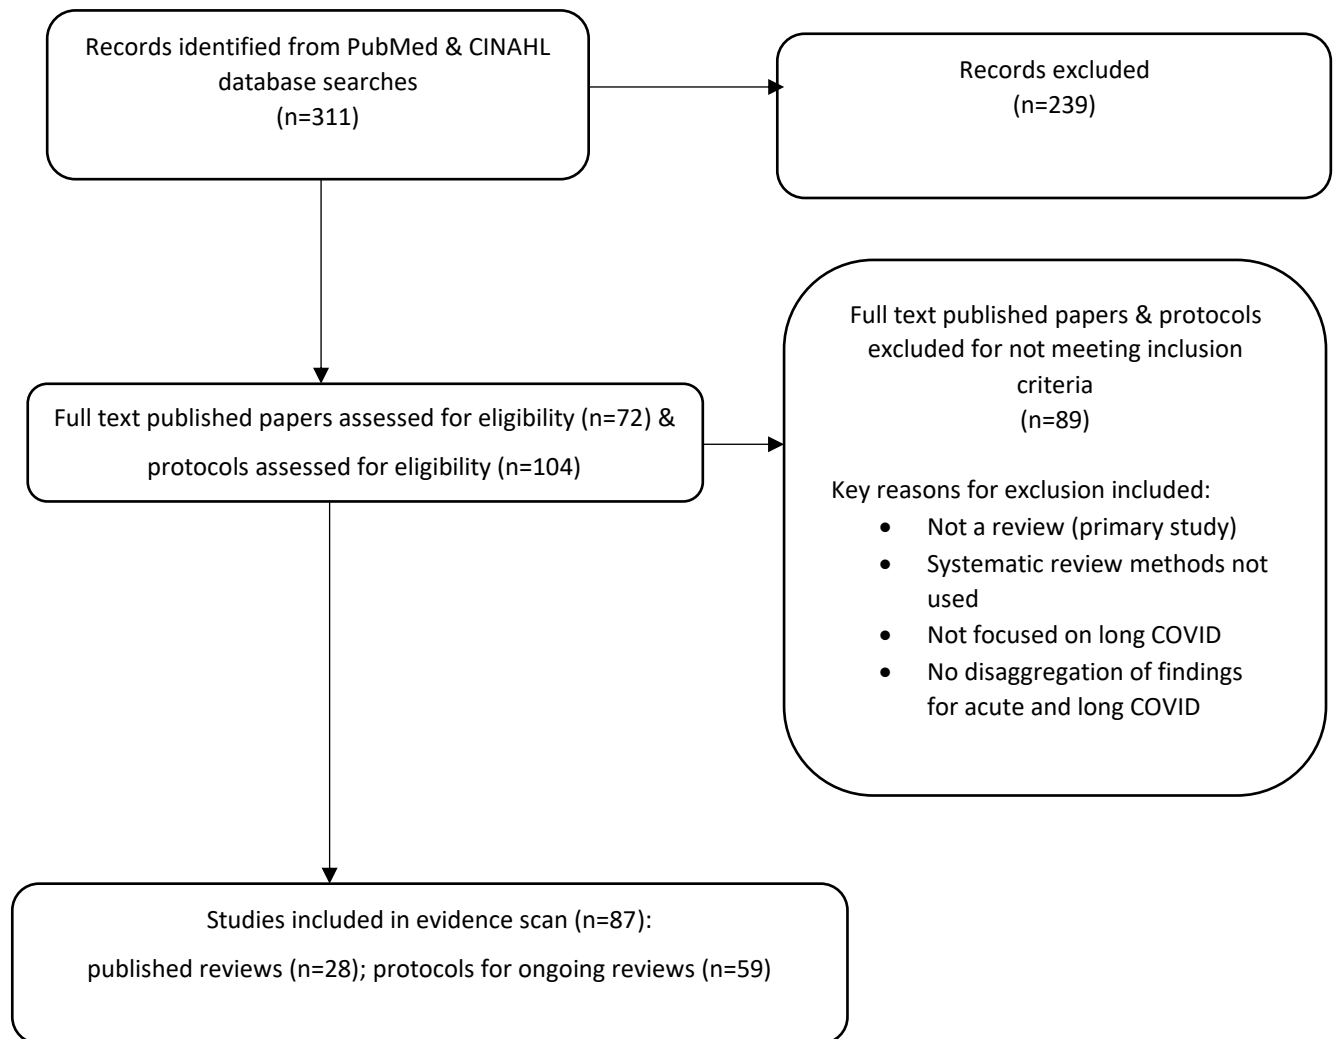 Records identified from PubMed & CINAHL
database searches
(n=311)
Records excluded
(n=239)
Full text published papers assessed for eligibility (n=72) &
protocols assessed for eligibility (n=104)
Full text published papers & protocols
excluded for not meeting inclusion
criteria
(n=89)
Key reasons for exclusion included:
• Not a review (primary study)
• Systematic review methods not
used
• Not focused on long COVID
• No disaggregation of findings
for acute and long COVID
Studies included in evidence scan (n=87):
published reviews (n=28); protocols for ongoing reviews (n=59)